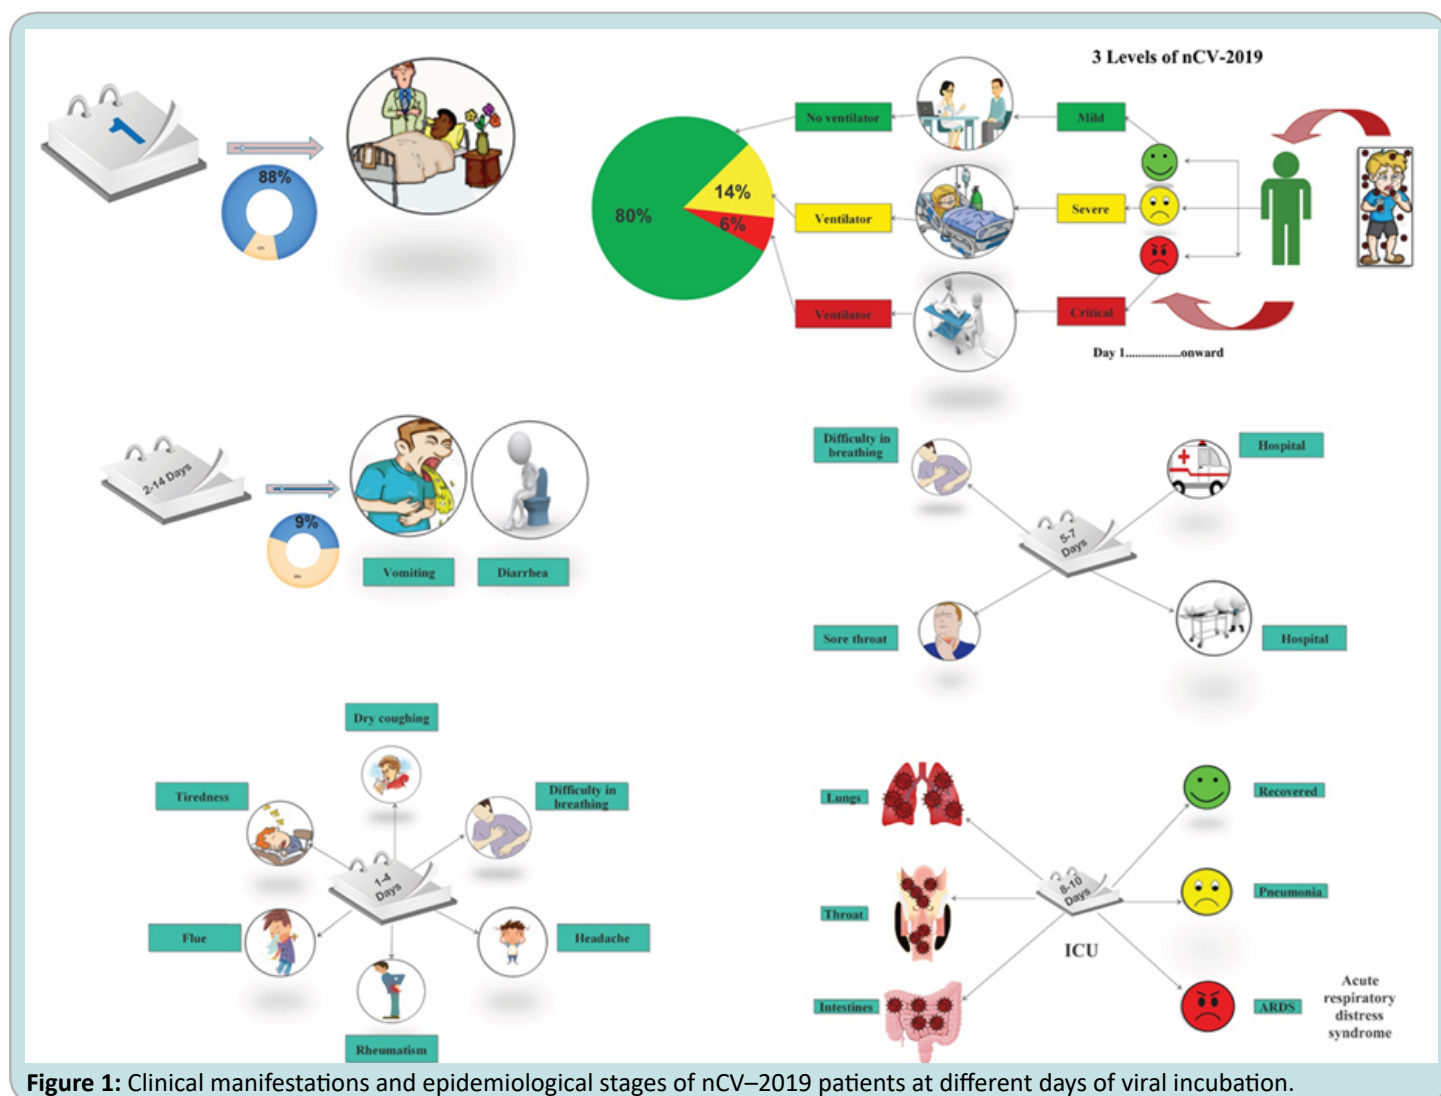 3 Levels of nCV-2019
1
88%
No ventilator
Mild
80%
14%
6%
Ventilator
Severe
Ventilator
Critical
Day 1.................onward
2-14 Days
9%
Vomiting
Diarrhea
Difficulty in
breathing
Hospital
5-7
Days
Sore throat
Hospital
Dry coughing
Tiredness
Difficulty in
breathing
1-4
Days
Flue
Headache
Rheumatism
Lungs
Recovered
8-10
Days
Throat
Pneumonia
ICU
Intestines
ARDS
Acute
respiratory
distress
syndrome
Figure 1: Clinical manifestations and epidemiological stages of nCV–2019 patients at different days of viral incubation.